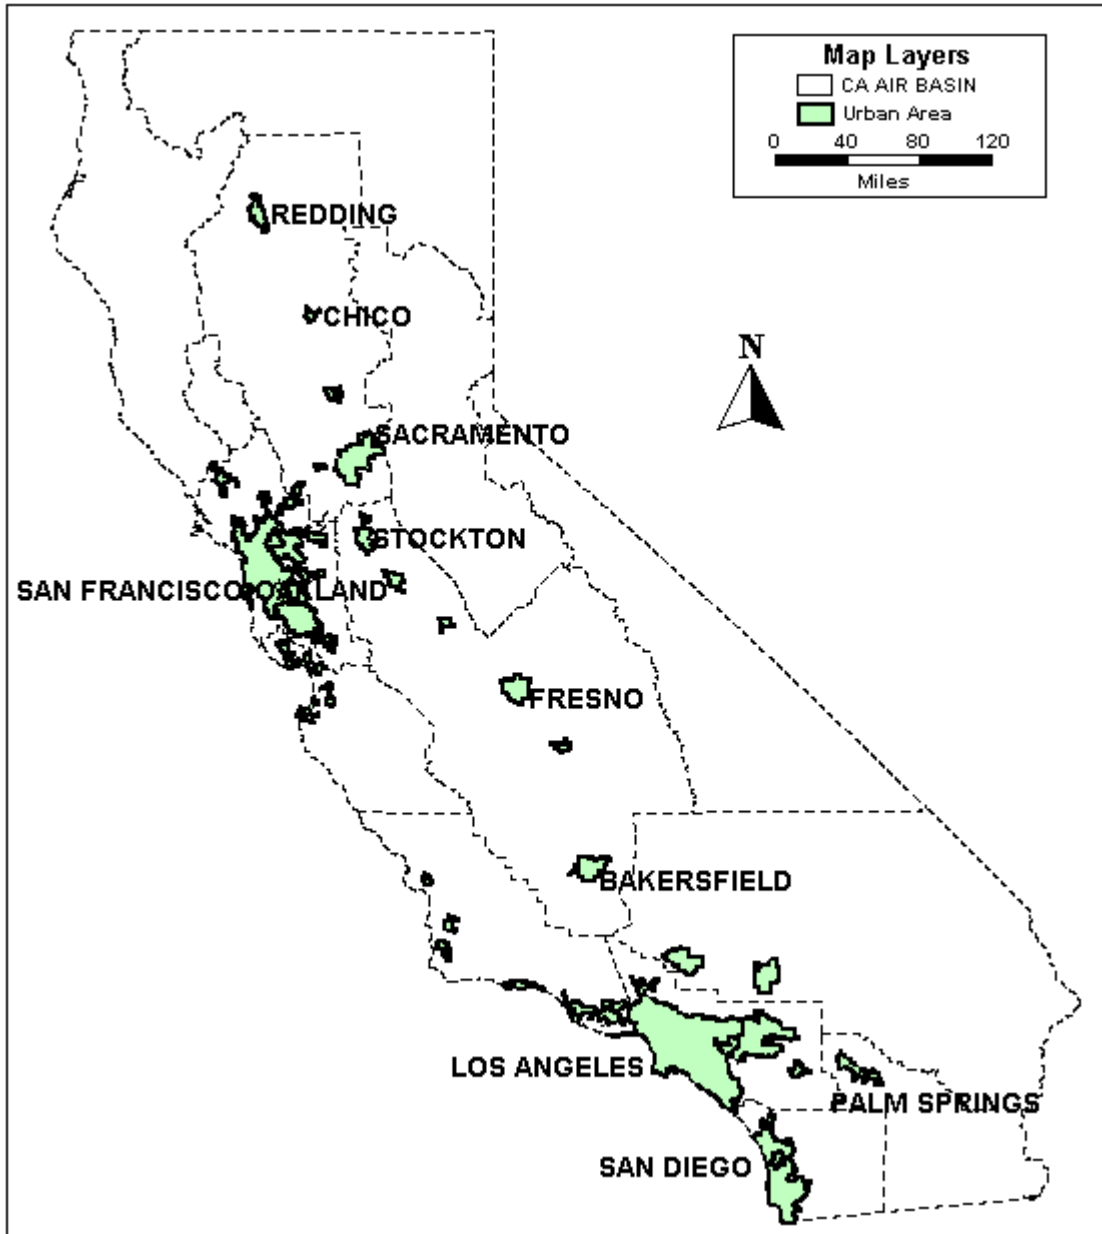 Map Layers
CA AIR BASIN
Urban Area
0 40 80 120
Miles
REDDING
CHICO
N
SACRAMENTO
STOCKTON
SAN FRANCISCO-OAKLAND
FRESNO
BAKERSFIELD
LOS ANGELES
PALM SPRINGS
SAN DIEGO